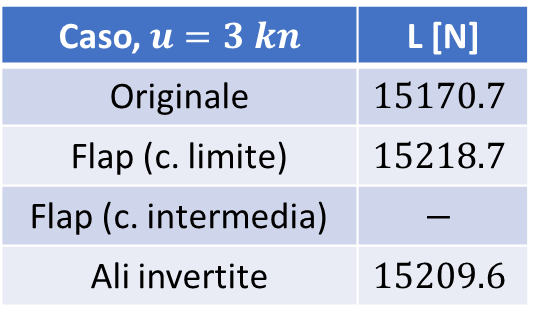 Caso, u = 3 kn L [N]
Originale 15170.7
Flap (c. limite) 15218.7
Flap (c. intermedia) −
Ali invertite 15209.6